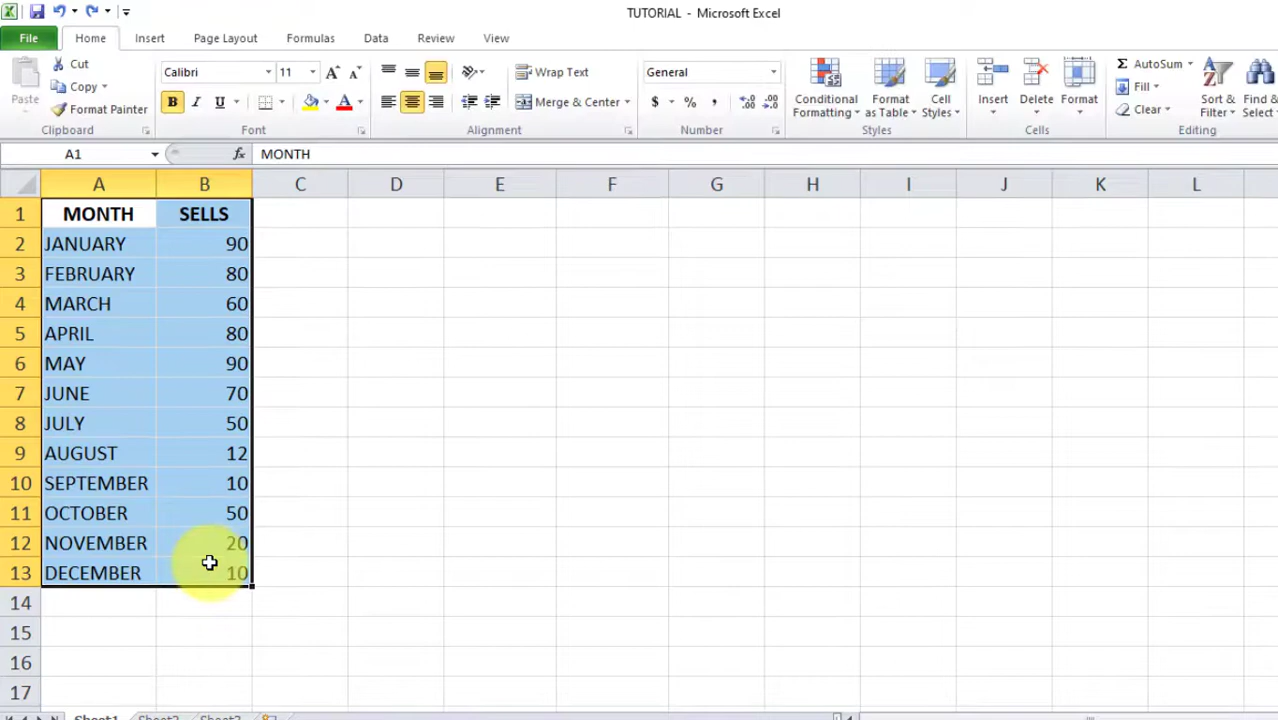 TUTORIAL - Microsoft Excel
File Home Insert Page Layout Formulas Data Review View
Paste
Cut
Copy
Format Painter
Clipboard
Calibri 11
B I U
Font
Wrap Text
Merge & Center
Alignment
General
$ % ,
Number
Conditional Formatting
Format as Table
Cell Styles
Styles
Insert Delete Format
Cells
Σ AutoSum
Fill
Clear
Sort & Filter
Find & Select
Editing
A1 fx MONTH
A B C D E F G H I J K L
1 MONTH SELLS
2 JANUARY 90
3 FEBRUARY 80
4 MARCH 60
5 APRIL 80
6 MAY 90
7 JUNE 70
8 JULY 50
9 AUGUST 12
10 SEPTEMBER 10
11 OCTOBER 50
12 NOVEMBER 20
13 DECEMBER 10
14
15
16
17
Sheet1 Sheet2 Sheet3